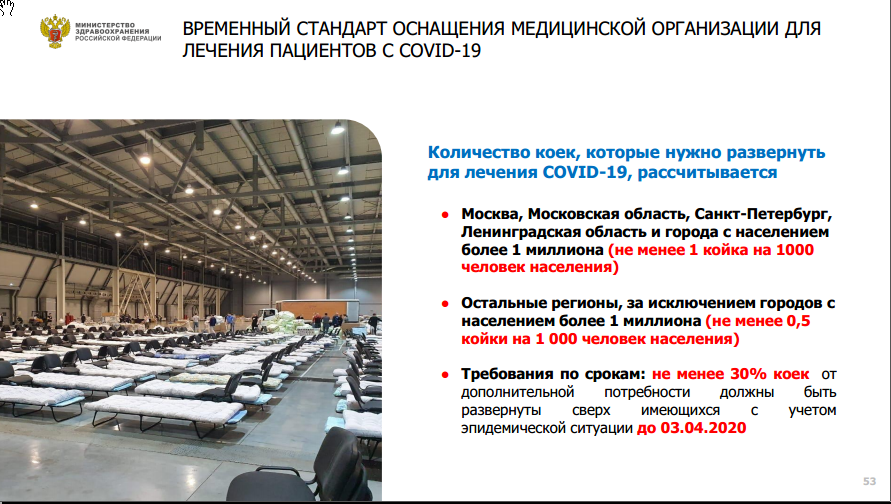 МИНИСТЕРСТВО
ЗДРАВООХРАНЕНИЯ
РОССИЙСКОЙ ФЕДЕРАЦИИ
ВРЕМЕННЫЙ СТАНДАРТ ОСНАЩЕНИЯ МЕДИЦИНСКОЙ ОРГАНИЗАЦИИ ДЛЯ
ЛЕЧЕНИЯ ПАЦИЕНТОВ С COVID-19
Количество коек, которые нужно развернуть
для лечения COVID-19, рассчитывается
● Москва, Московская область, Санкт-Петербург,
Ленинградская область и города с населением
более 1 миллиона (не менее 1 койка на 1000
человек населения)
● Остальные регионы, за исключением городов с
населением более 1 миллиона (не менее 0,5
койки на 1 000 человек населения)
● Требования по срокам: не менее 30% коек от
дополнительной потребности должны быть
развернуты сверх имеющихся с учетом
эпидемической ситуации до 03.04.2020
53